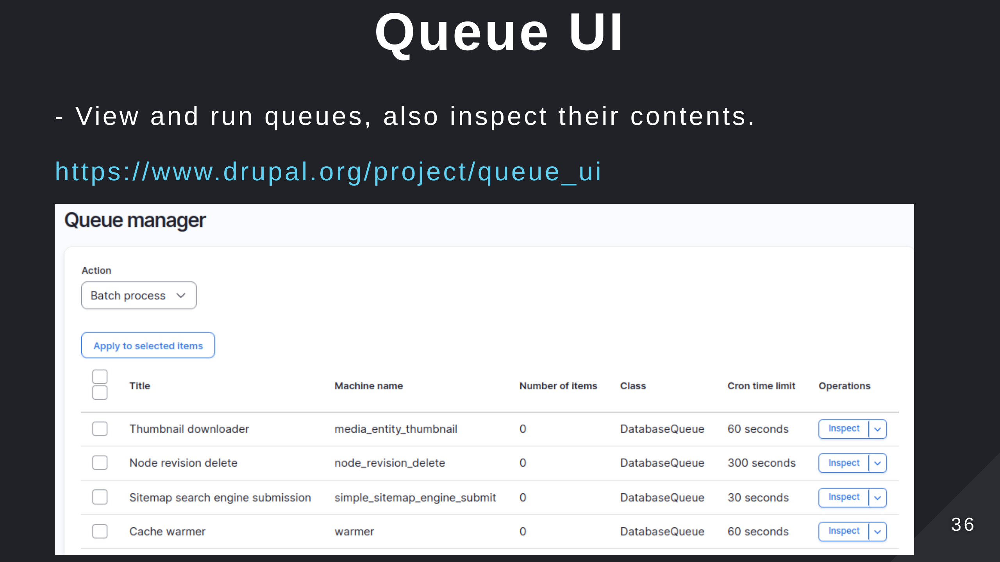 Queue UI
- View and run queues, also inspect their contents.
https://www.drupal.org/project/queue_ui
Queue manager
Action
Batch process
Apply to selected items
Title Machine name Number of items Class Cron time limit Operations
Thumbnail downloader media_entity_thumbnail 0 DatabaseQueue 60 seconds Inspect
Node revision delete node_revision_delete 0 DatabaseQueue 300 seconds Inspect
Sitemap search engine submission simple_sitemap_engine_submit 0 DatabaseQueue 30 seconds Inspect
Cache warmer warmer 0 DatabaseQueue 60 seconds Inspect
36